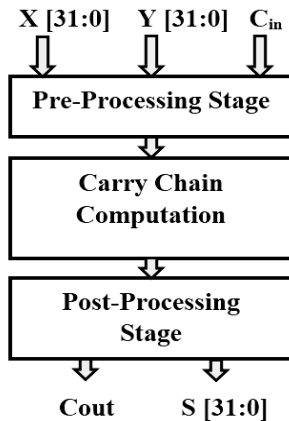 X [31:0] Y [31:0] Cin
Pre-Processing Stage
Carry Chain
Computation
Post-Processing
Stage
Cout S [31:0]